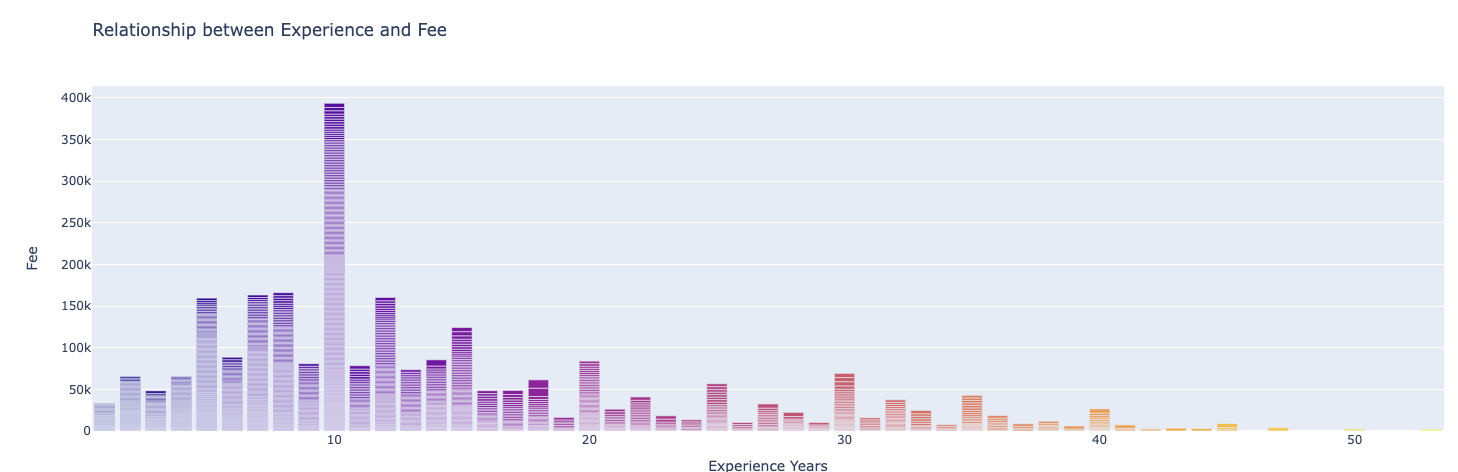 Relationship between Experience and Fee
400k
350k
300k
250k
200k
150k
100k
50k
0
Fee
10
20
30
40
50
Experience Years